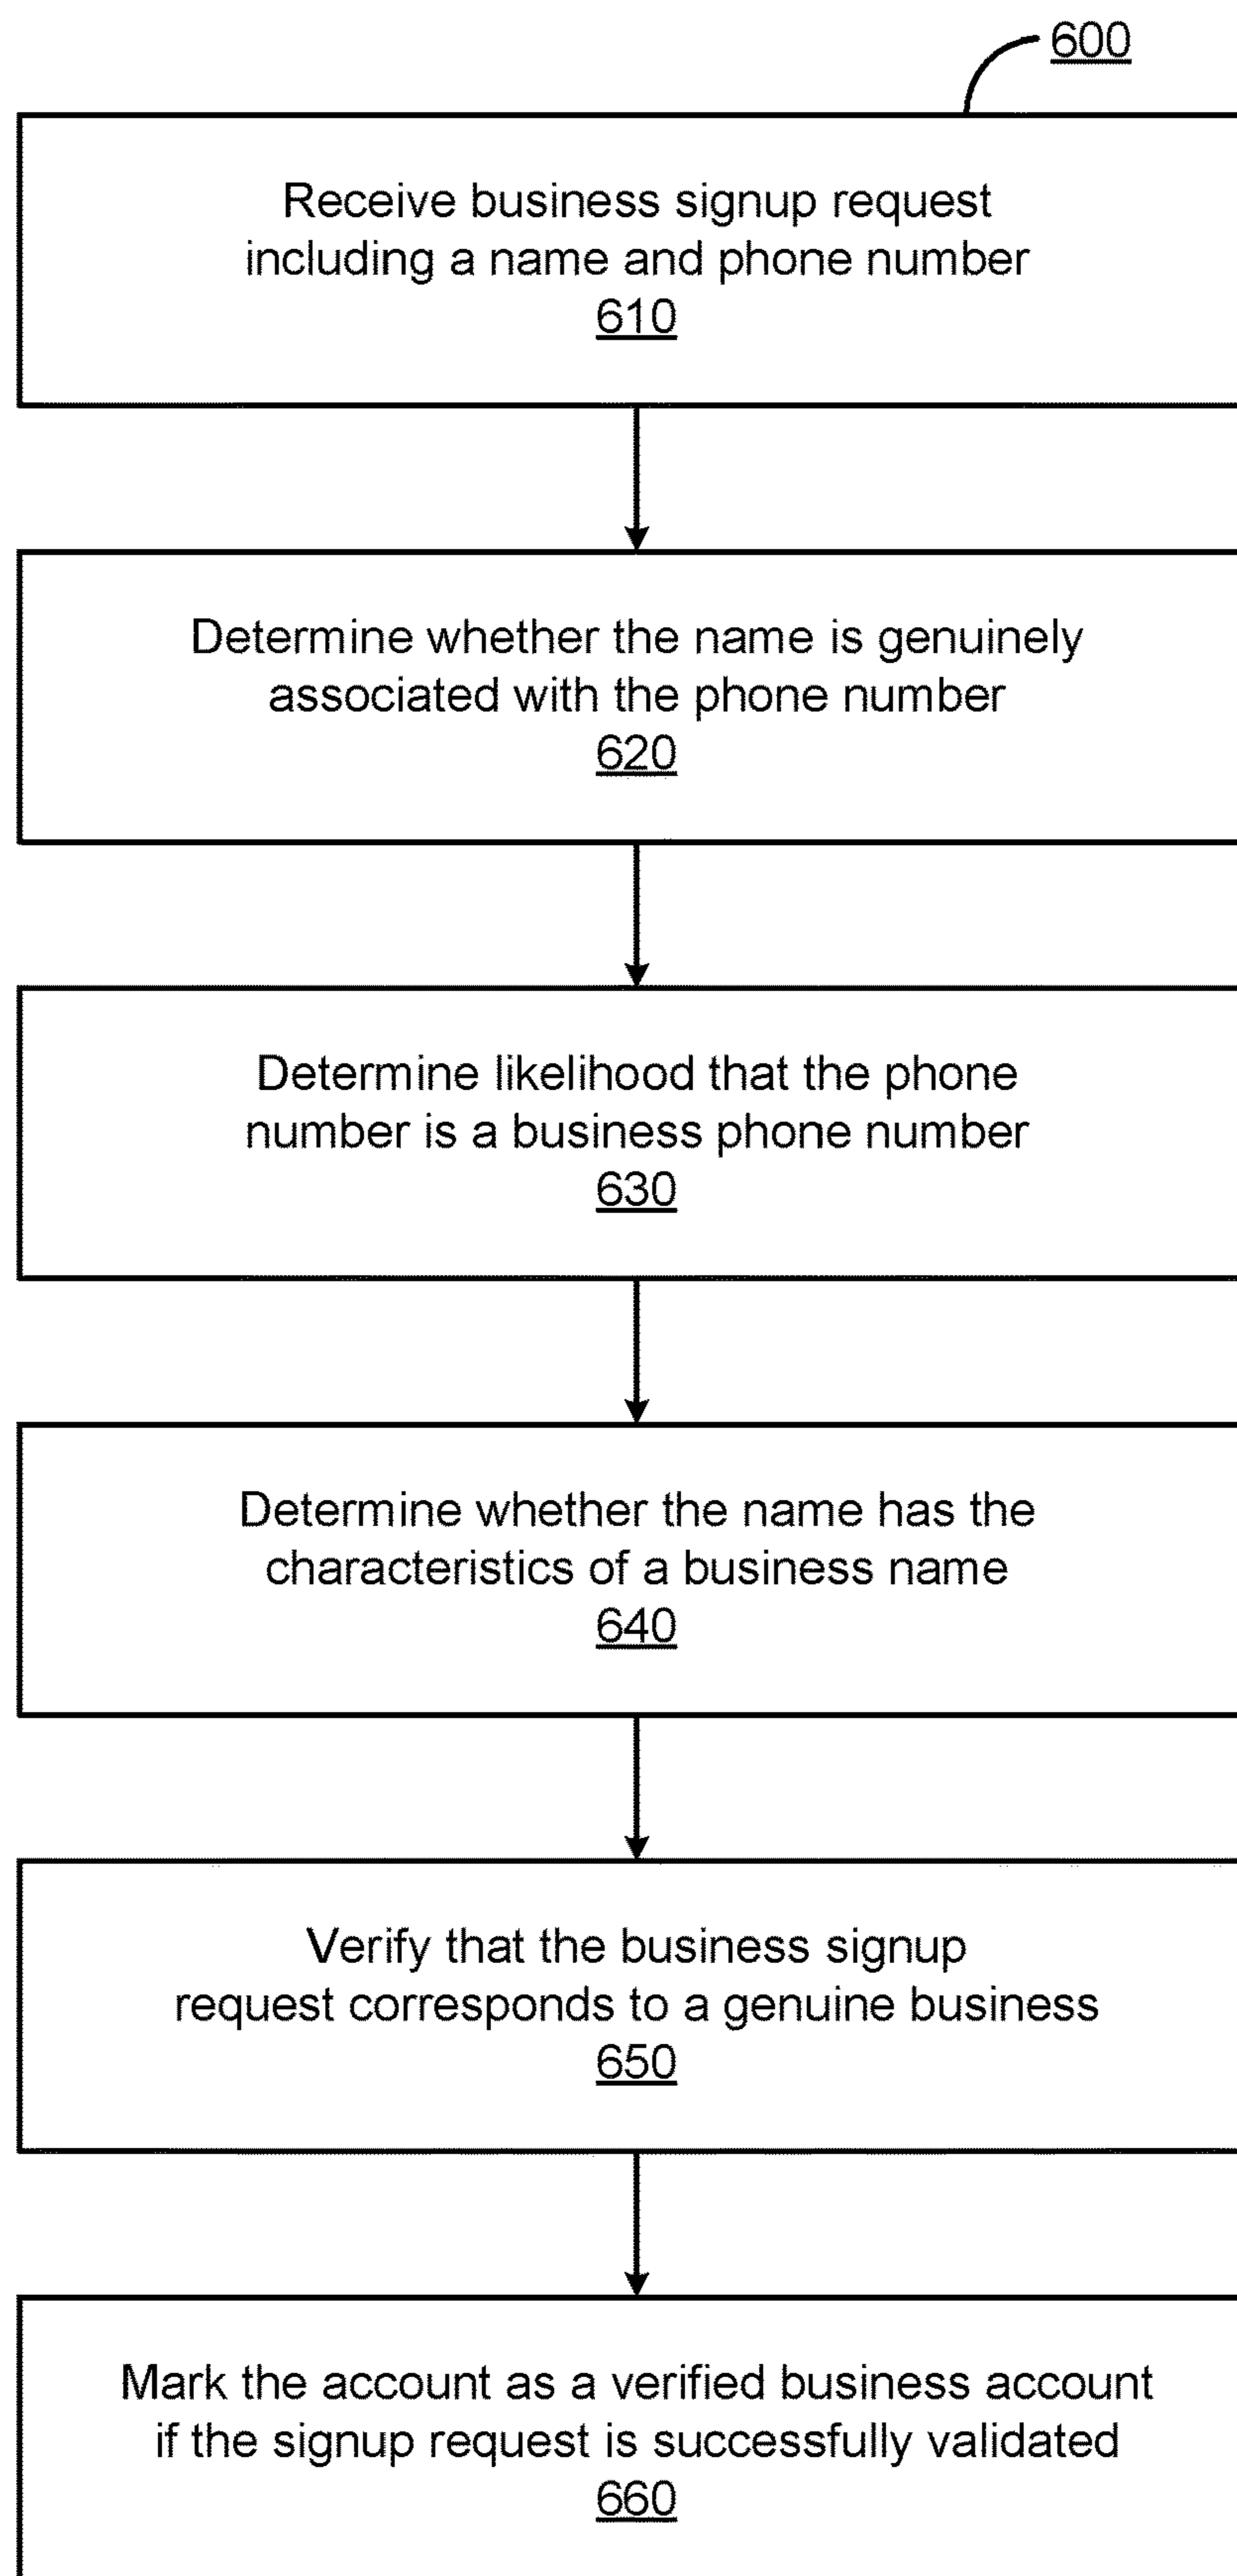 600
Receive business signup request
including a name and phone number
610
Determine whether the name is genuinely
associated with the phone number
620
Determine likelihood that the phone
number is a business phone number
630
Determine whether the name has the
characteristics of a business name
640
Verify that the business signup
request corresponds to a genuine business
650
Mark the account as a verified business account
if the signup request is successfully validated
660